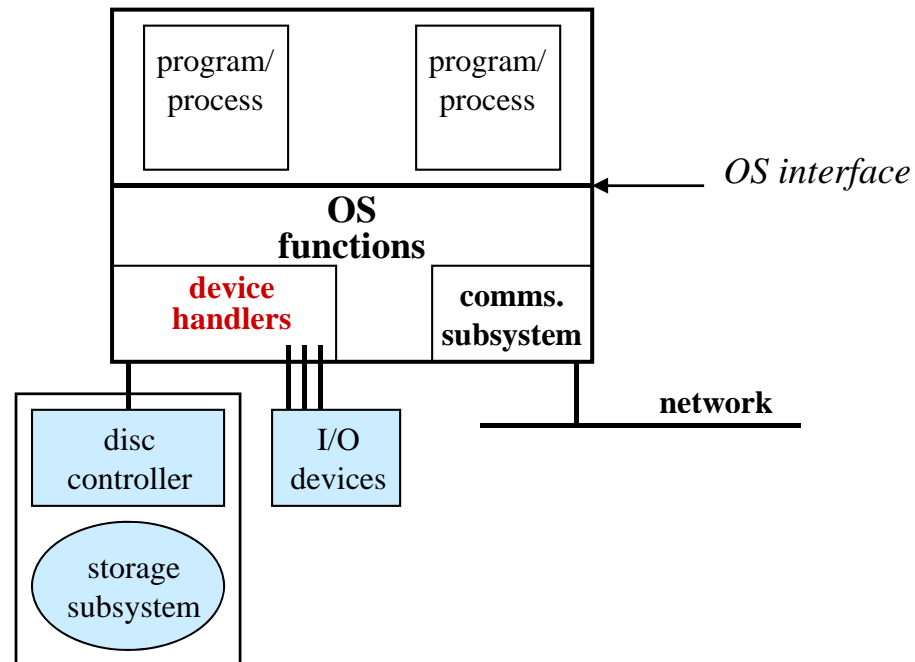 program/
process
program/
process
OS interface
OS
functions
device
handlers
comms.
subsystem
network
disc
controller
I/O
devices
storage
subsystem